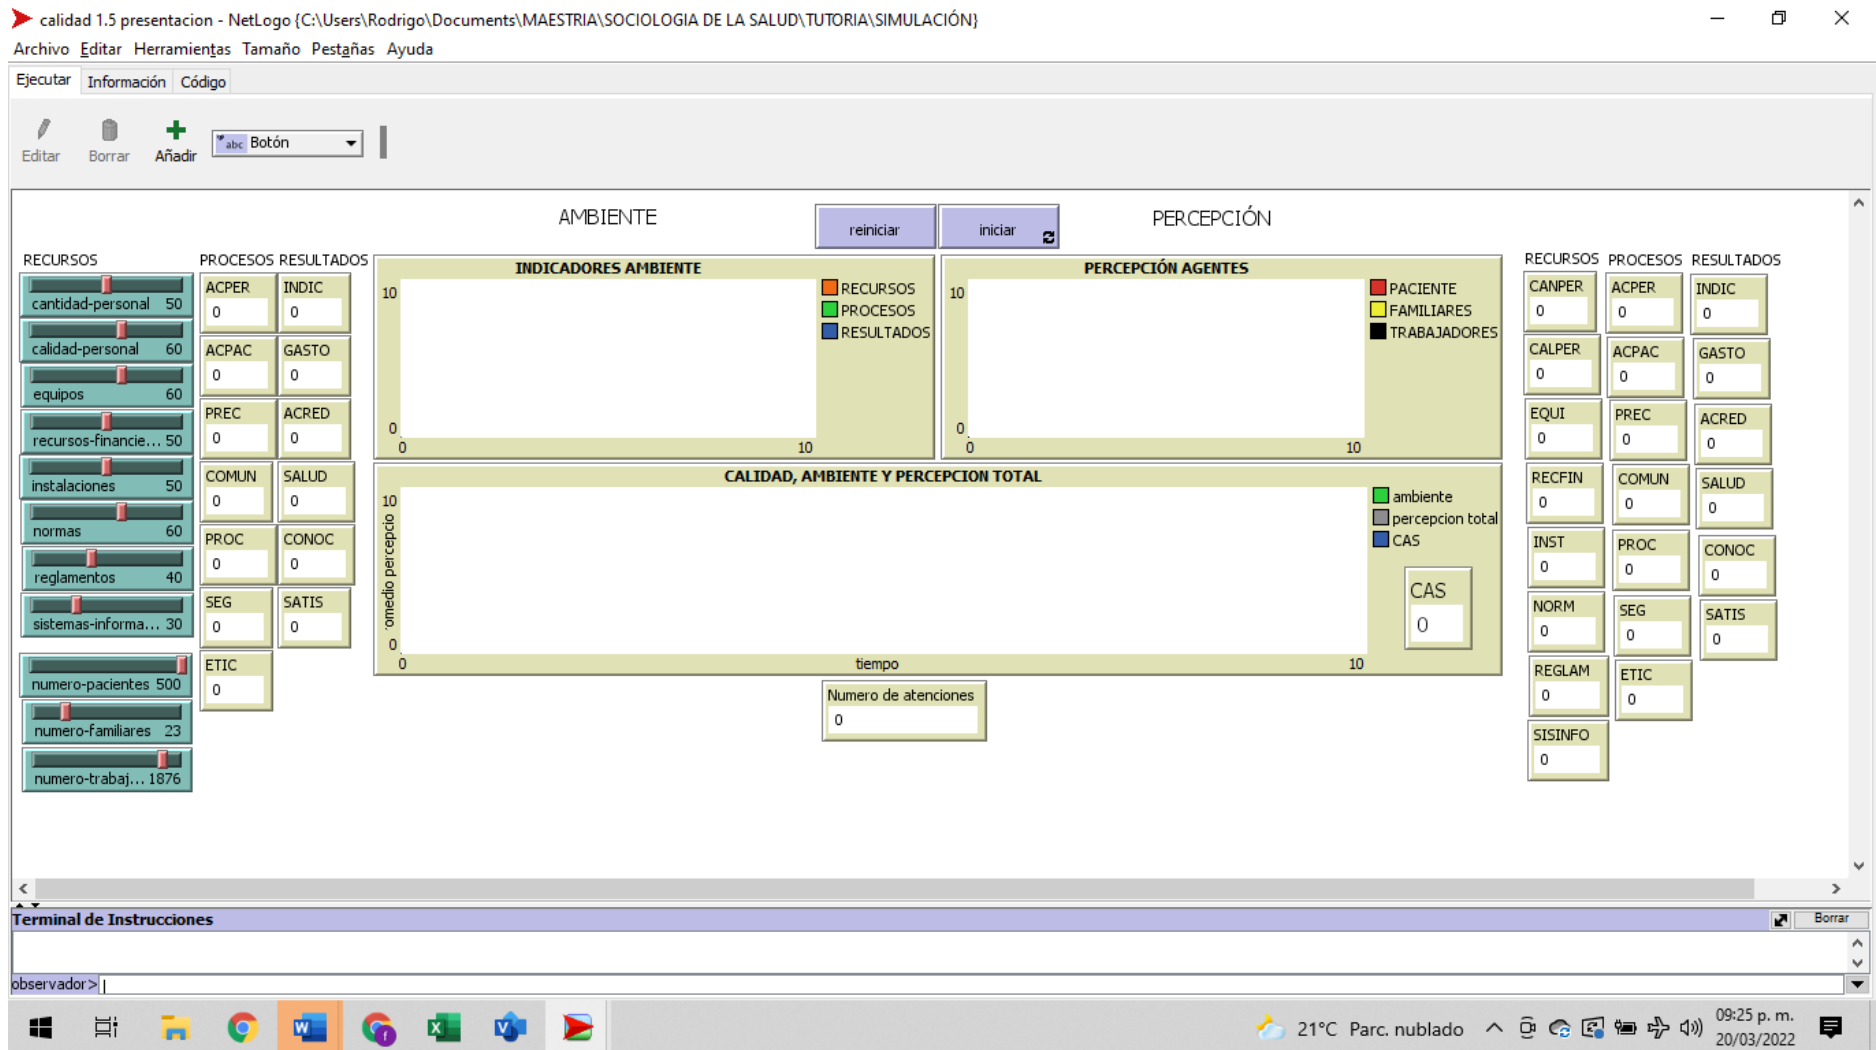 calidad 1.5 presentacion - NetLogo {C:\Users\Rodrigo\Documents\MAESTRIA\SOCIOLOGIA DE LA SALUD\TUTORIA\SIMULACIÓN}
Archivo Editar Herramientas Tamaño Pestañas Ayuda
Ejecutar Información Código
Editar Borrar Añadir abc Botón
AMBIENTE reiniciar iniciar PERCEPCIÓN
RECURSOS PROCESOS RESULTADOS
cantidad-personal 50
calidad-personal 60
equipos 60
recursos-financie... 50
instalaciones 50
normas 60
reglamentos 40
sistemas-informa... 30
numero-pacientes 500
numero-familiares 23
numero-trabaj... 1876
ACPER
0
ACPAC
0
PREC
0
COMUN
0
PROC
0
SEG
0
ETIC
0
INDIC
0
GASTO
0
ACRED
0
SALUD
0
CONOC
0
SATIS
0
INDICADORES AMBIENTE
10
0
0 10
RECURSOS
PROCESOS
RESULTADOS
PERCEPCIÓN AGENTES
10
0
0 10
PACIENTE
FAMILIARES
TRABAJADORES
CALIDAD, AMBIENTE Y PERCEPCION TOTAL
10
omedio percepcio
0
0 tiempo 10
ambiente
percepcion total
CAS
CAS
0
Numero de atenciones
0
RECURSOS PROCESOS RESULTADOS
CANPER
0
CALPER
0
EQUI
0
RECFIN
0
INST
0
NORM
0
REGLAM
0
SISINFO
0
ACPER
0
ACPAC
0
PREC
0
COMUN
0
PROC
0
SEG
0
ETIC
0
INDIC
0
GASTO
0
ACRED
0
SALUD
0
CONOC
0
SATIS
0
Terminal de Instrucciones Borrar
observador>
21°C Parc. nublado 09:25 p. m.
20/03/2022